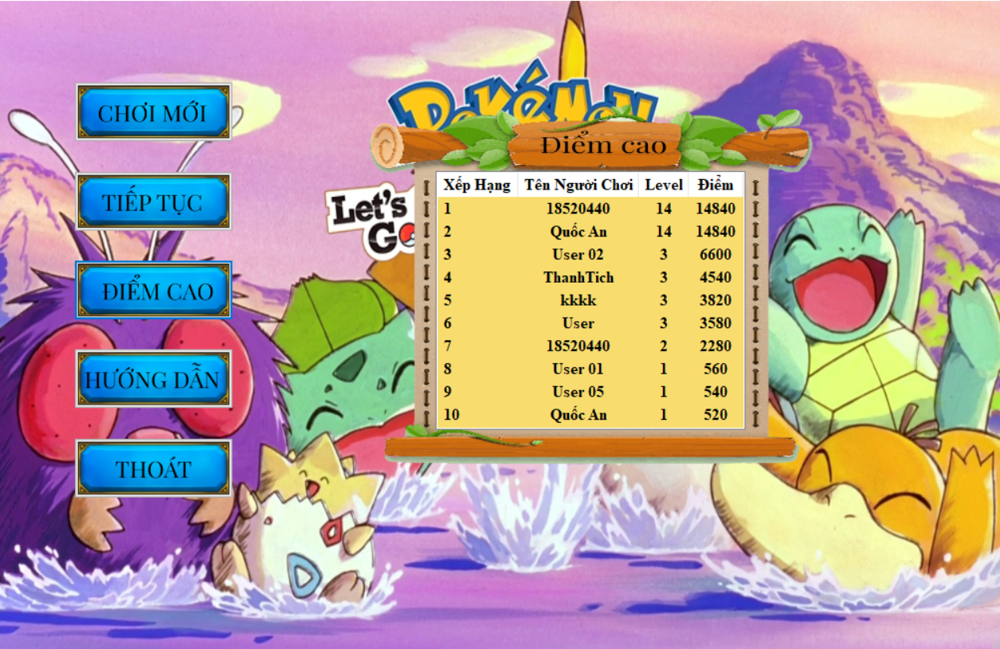 CHƠI MỚI
TIẾP TỤC
ĐIỂM CAO
HƯỚNG DẪN
THOÁT
POKéMON
Let's
GO
Điểm cao
Xếp Hạng Tên Người Chơi Level Điểm
1 18520440 14 14840
2 Quốc An 14 14840
3 User 02 3 6600
4 ThanhTich 3 4540
5 kkkk 3 3820
6 User 3 3580
7 18520440 2 2280
8 User 01 1 560
9 User 05 1 540
10 Quốc An 1 520